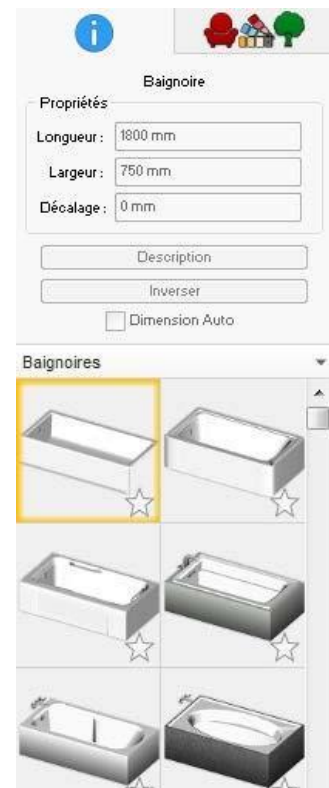 i
Baignoire
Propriétés
Longueur : 1800 mm
Largeur : 750 mm
Décalage : 0 mm
Description
Inverser
Dimension Auto
Baignoires